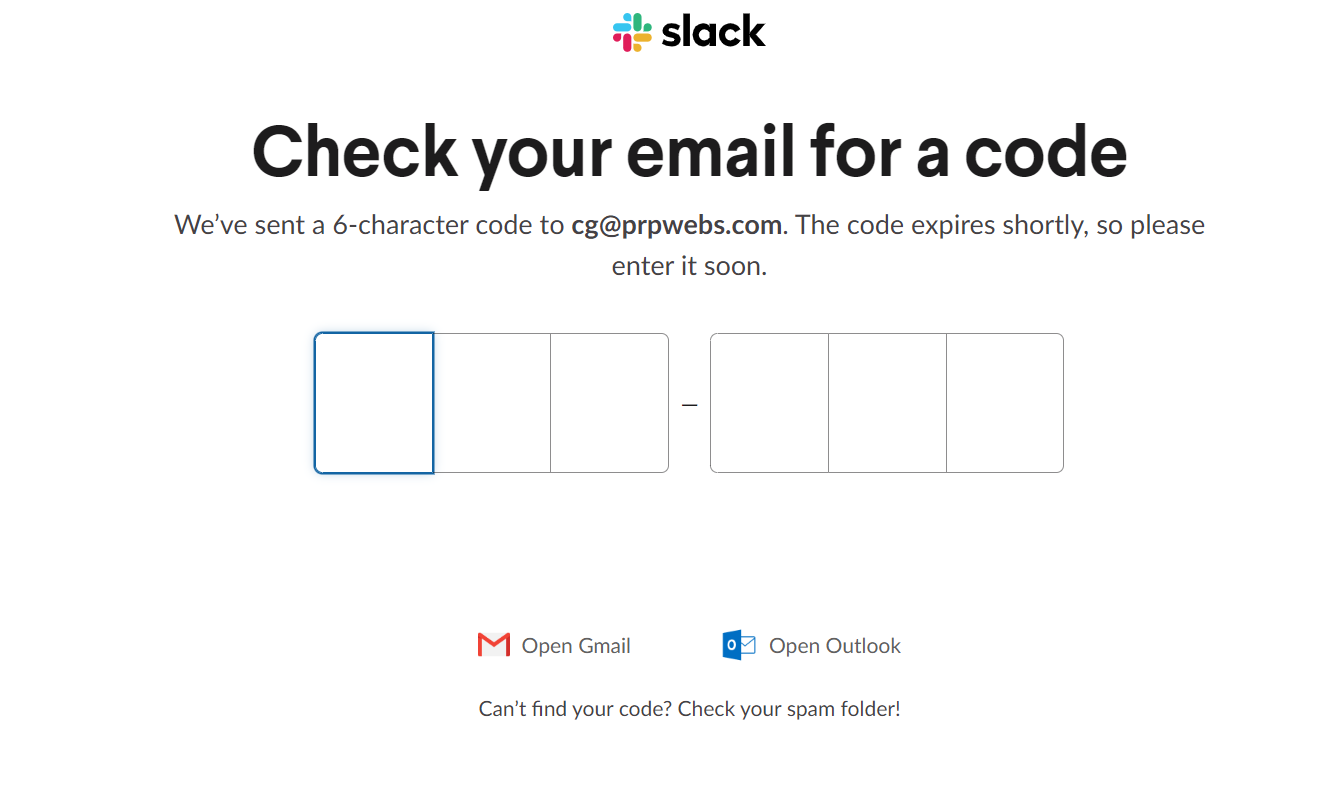 slack
Check your email for a code
We’ve sent a 6-character code to cg@prpwebs.com. The code expires shortly, so please
enter it soon.
–
Open Gmail
Open Outlook
Can’t find your code? Check your spam folder!